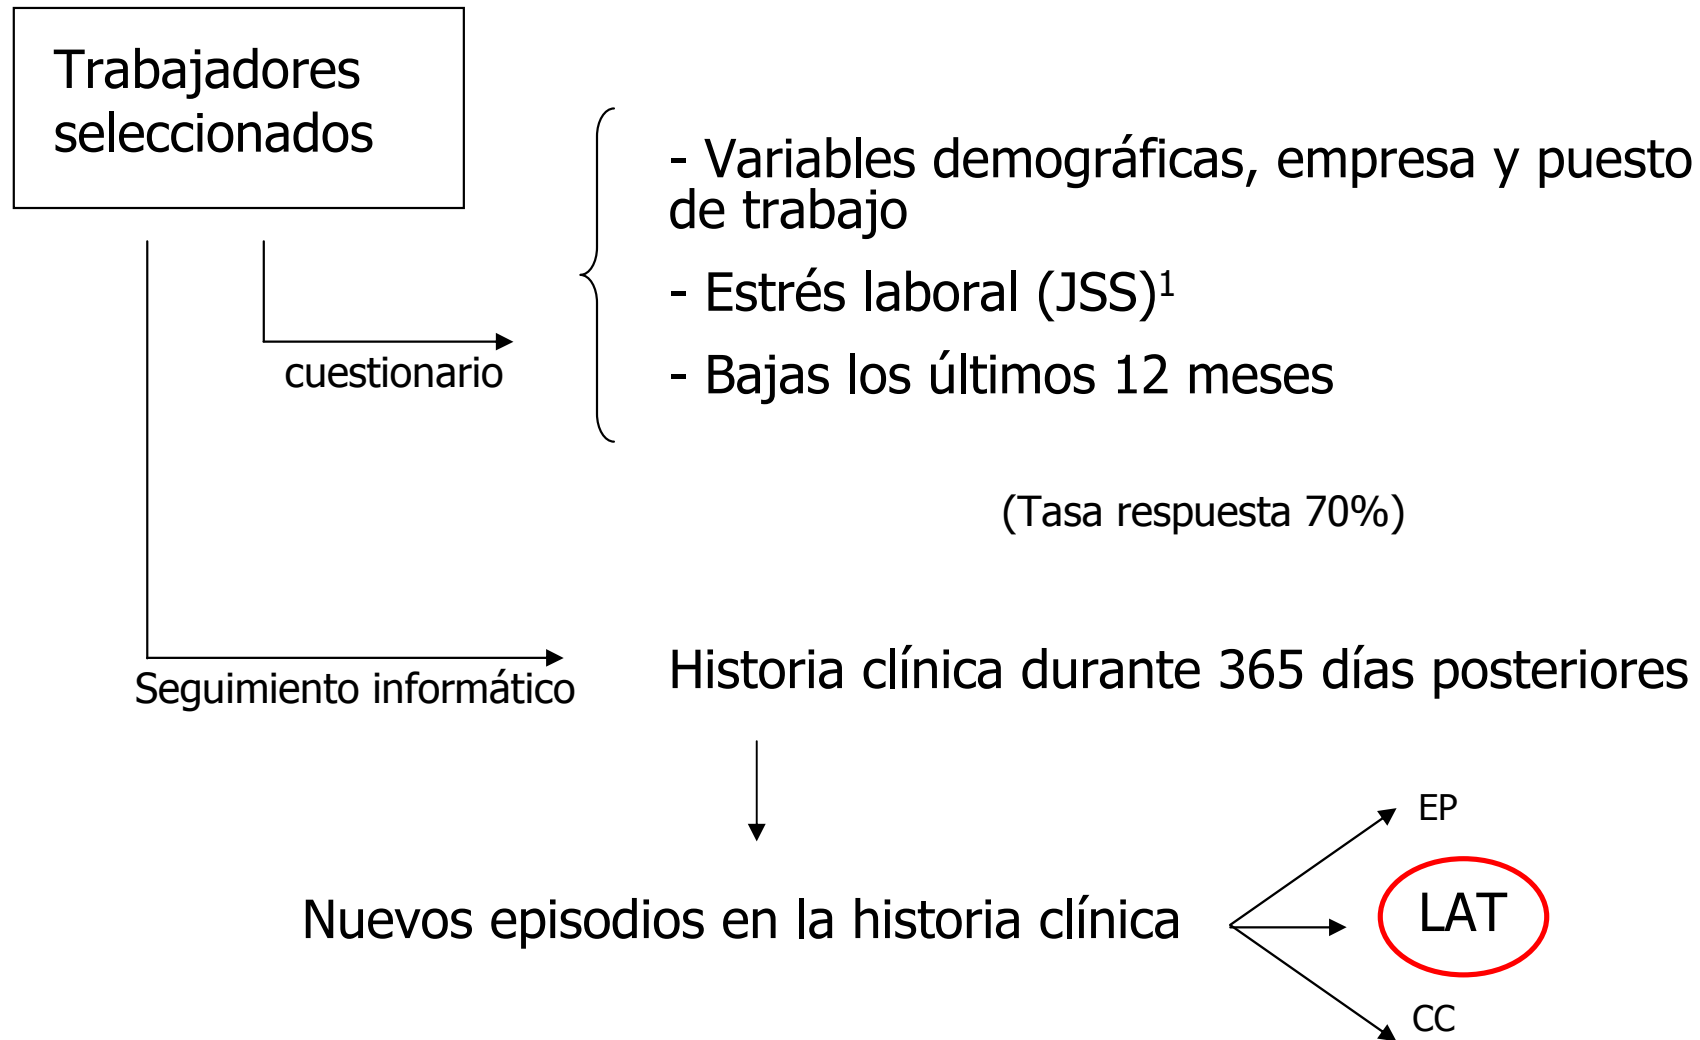 Trabajadores
seleccionados
- Variables demográficas, empresa y puesto
de trabajo
- Estrés laboral (JSS)¹
cuestionario
- Bajas los últimos 12 meses
(Tasa respuesta 70%)
Seguimiento informático
Historia clínica durante 365 días posteriores
Nuevos episodios en la historia clínica
EP
LAT
CC